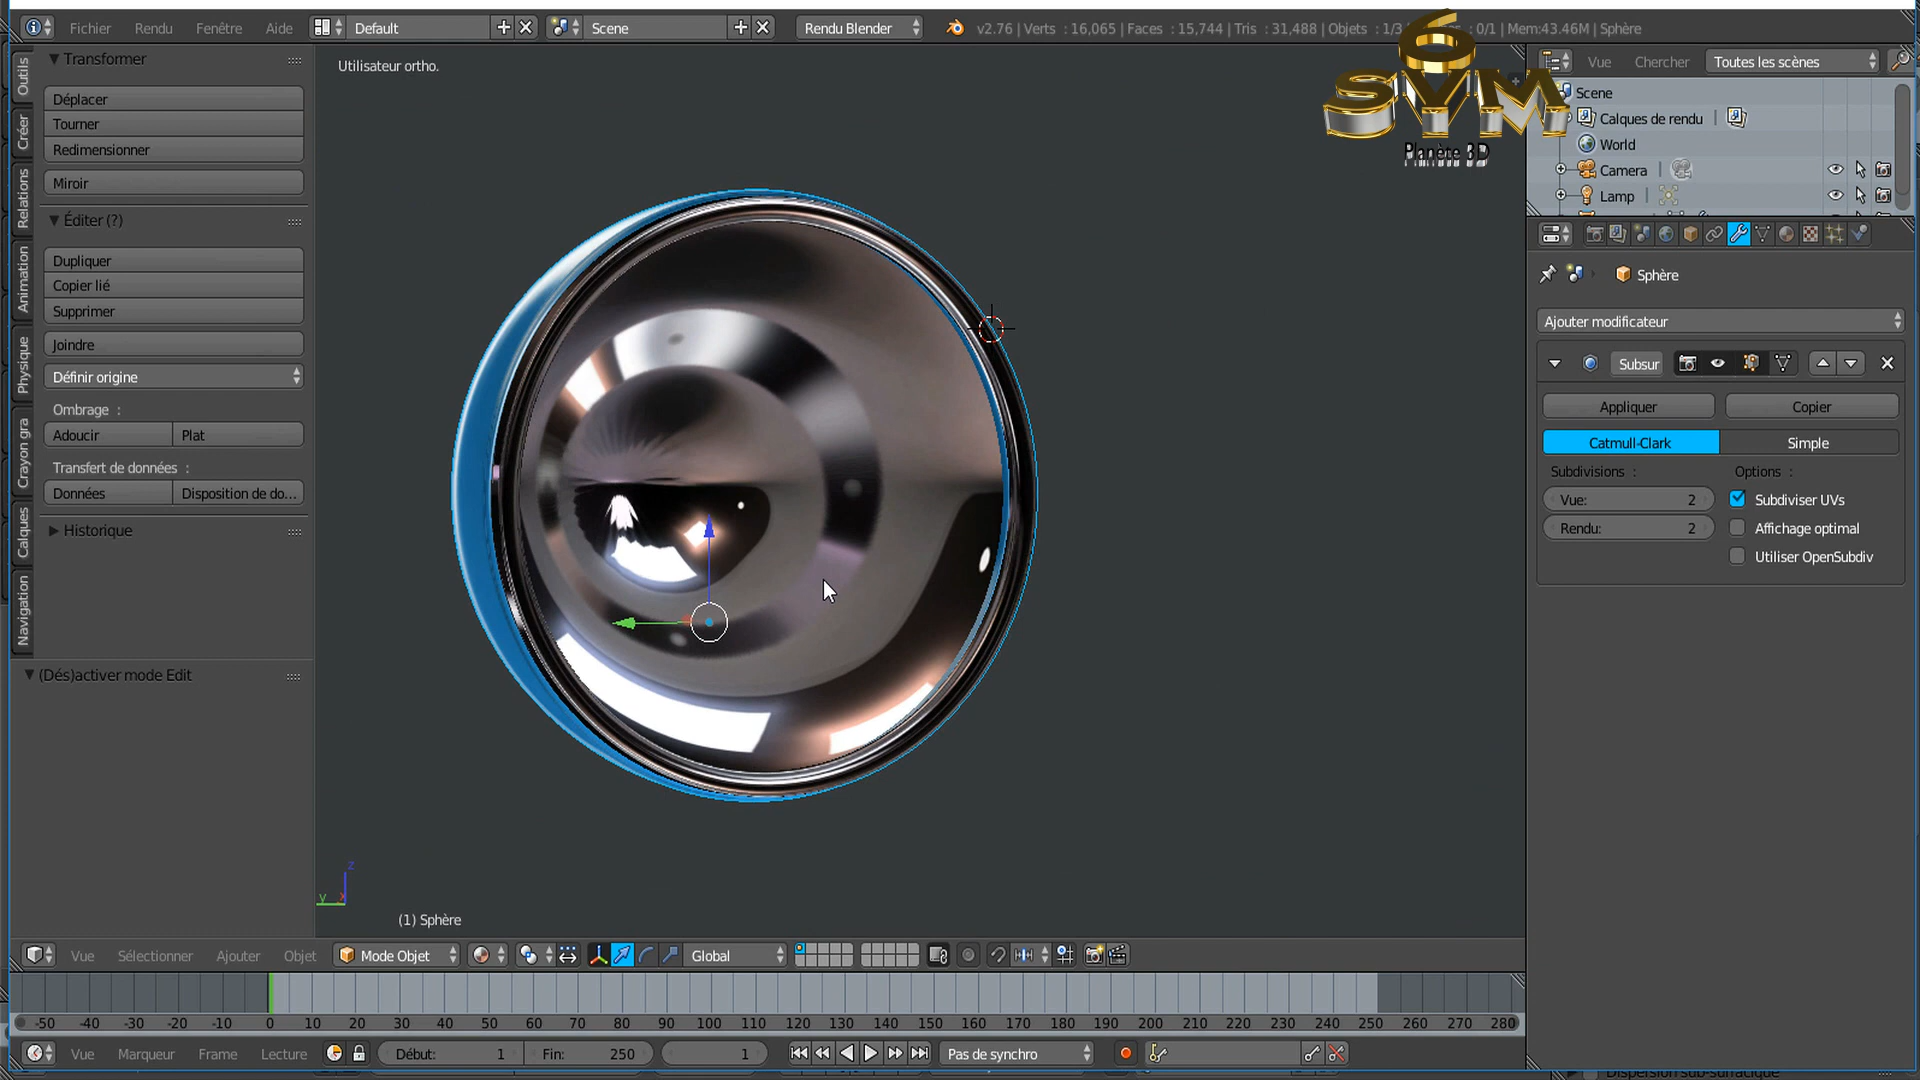 Fichier Rendu Fenêtre Aide Default Scene Rendu Blender v2.76 | Verts : 16,065 | Faces : 15,744 | Tris : 31,488 | Objets : 1/3 : 0/1 | Mem:43.46M | Sphère
6
SYM
Planète 3D
Outils
Créer
Relations
Animation
Physique
Crayon gra
Calques
Navigation
Transformer
Déplacer
Tourner
Redimensionner
Miroir
Éditer (?)
Dupliquer
Copier lié
Supprimer
Joindre
Définir origine
Ombrage :
Adoucir Plat
Transfert de données :
Données Disposition de do...
Historique
(Dés)activer mode Edit
Utilisateur ortho.
z
y x
(1) Sphère
Vue Chercher Toutes les scènes
Scene
Calques de rendu |
World
Camera |
Lamp |
Sphère
Ajouter modificateur
Subsur
Appliquer Copier
Catmull-Clark Simple
Subdivisions : Options :
Vue: 2 Subdiviser UVs
Rendu: 2 Affichage optimal
Utiliser OpenSubdiv
Vue Sélectionner Ajouter Objet Mode Objet Global
-50 -40 -30 -20 -10 0 10 20 30 40 50 60 70 80 90 100 110 120 130 140 150 160 170 180 190 200 210 220 230 240 250 260 270 280
Vue Marqueur Frame Lecture Début: 1 Fin: 250 1 Pas de synchro